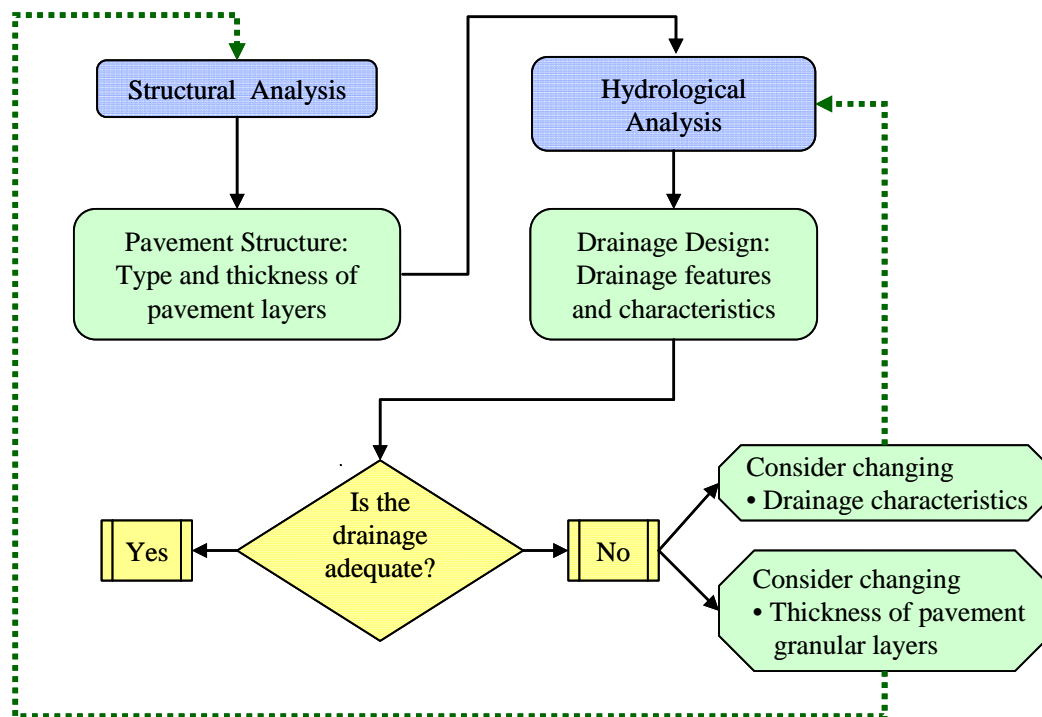 Structural Analysis
Hydrological
Analysis
Pavement Structure:
Type and thickness of
pavement layers
Drainage Design:
Drainage features
and characteristics
Is the
drainage
adequate?
Yes
No
Consider changing
• Drainage characteristics
Consider changing
• Thickness of pavement
granular layers